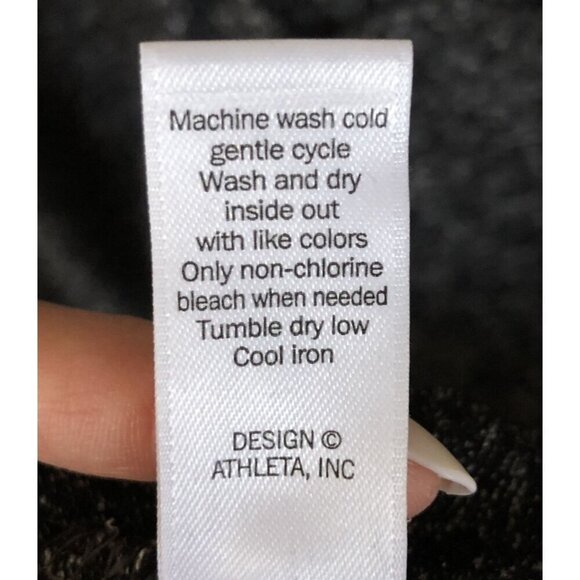 Machine wash cold
gentle cycle
Wash and dry
inside out
with like colors
Only non-chlorine
bleach when needed
Tumble dry low
Cool iron
DESIGN ©
ATHLETA, INC